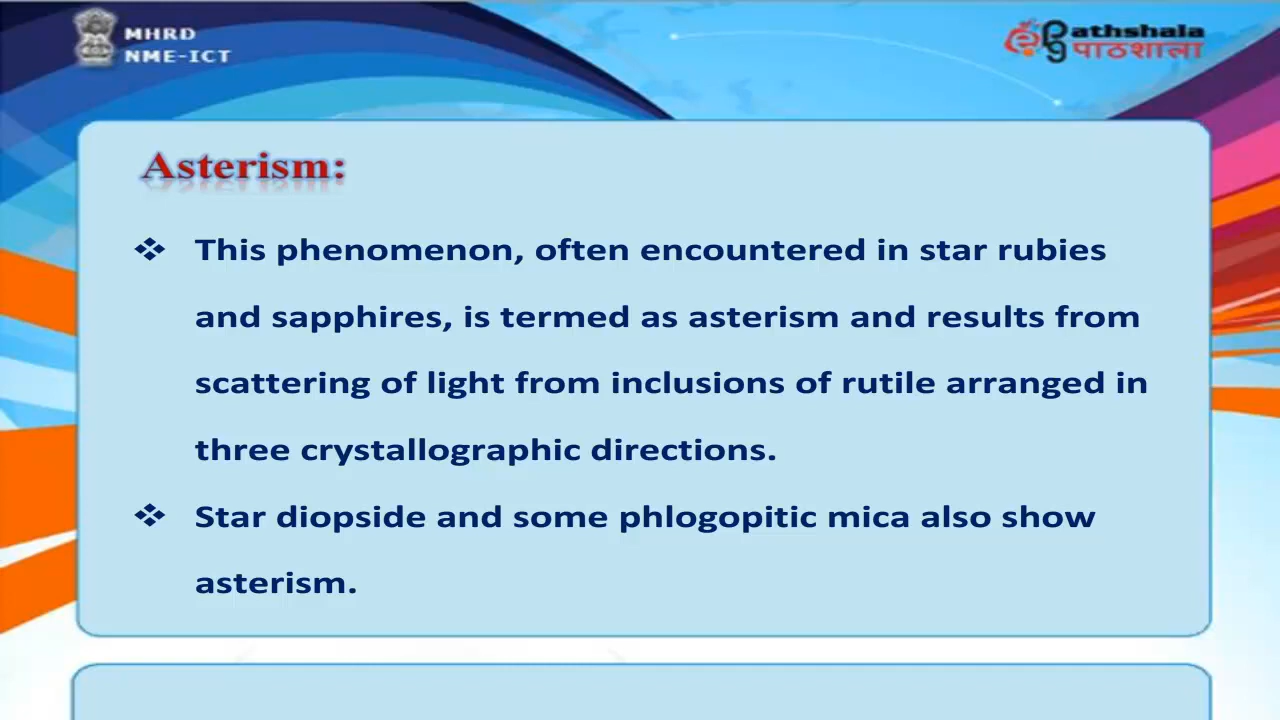 MHRD
NME-ICT
athshala
पाठशाला
Asterism:
❖ This phenomenon, often encountered in star rubies
and sapphires, is termed as asterism and results from
scattering of light from inclusions of rutile arranged in
three crystallographic directions.
❖ Star diopside and some phlogopitic mica also show
asterism.